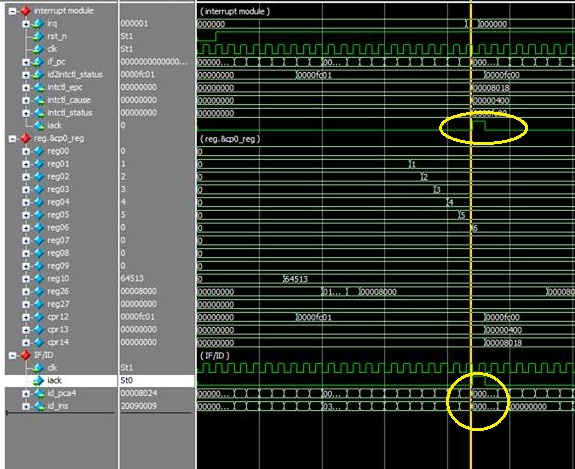 interrupt module ( interrupt module )
irq 000001 000000 000000
rst_n St1
clk St1
if_pc 0000000000000... 00000... 00... 000...
id2intctl_status 0000fc01 00000000 0000fc01 0000fc00
intctl_epc 00000000 00000000 00008018
intctl_cause 00000000 00000000 00000400
intctl_status 00000000 00000000
iack 0
reg.&cp0_reg ( reg.&cp0_reg )
reg00 0 0
reg01 1 0 1
reg02 2 0 2
reg03 3 0 3
reg04 4 0 4
reg05 5 0 5
reg06 0 0 6
reg07 0 0
reg08 0 0
reg09 0 0
reg10 64513 0 64513
reg26 00008000 00000000 01... 00008000 000080
reg27 00000000 00000000
cpr12 0000fc01 00000000 0000fc01 0000fc00
cpr13 00000000 00000000 00000400
cpr14 00000000 00000000 00008018
IF/ID ( IF/ID )
clk St1
iack St0
id_pca4 00008024 00000... 00... 000...
id_ins 20090009 00000... 03... 000... 00000000